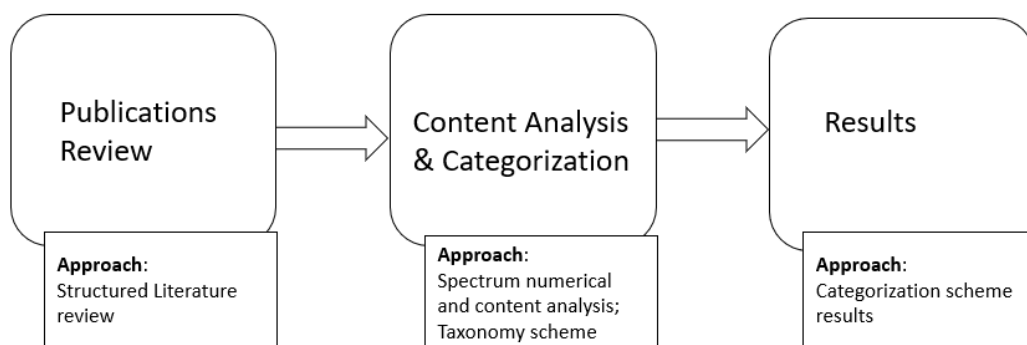 Publications
Review
Content Analysis
& Categorization
Results
Approach:
Structured Literature
review
Approach:
Spectrum numerical
and content analysis;
Taxonomy scheme
Approach:
Categorization scheme
results